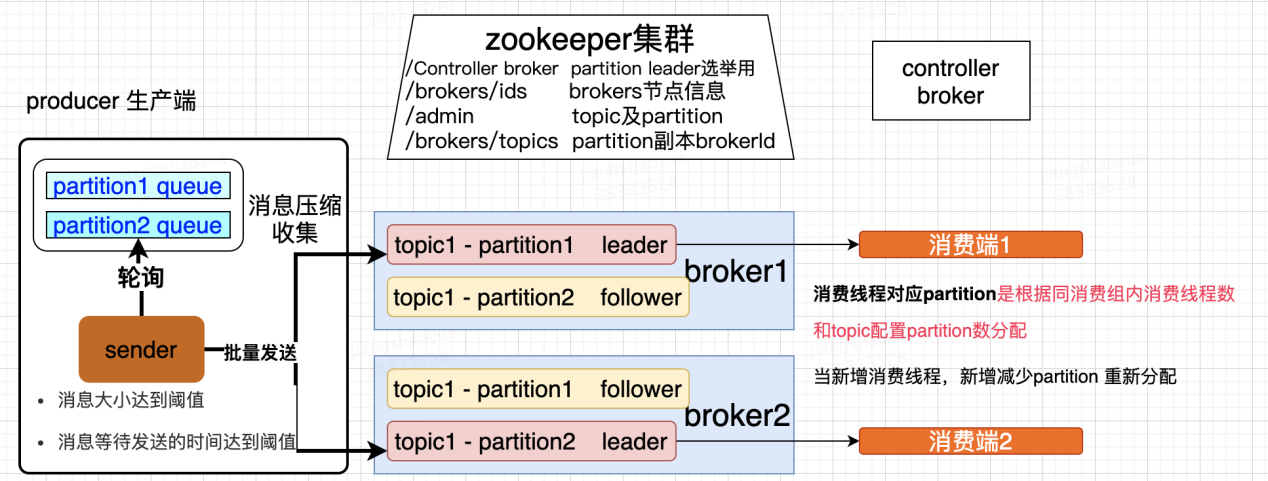 zookeeper集群
/Controller broker partition leader选举用
/brokers/ids brokers节点信息
/admin topic及partition
/brokers/topics partition副本brokerId
controller
broker
producer 生产端
partition1 queue
partition2 queue
消息压缩
收集
轮询
sender
批量发送
• 消息大小达到阈值
• 消息等待发送的时间达到阈值
topic1 - partition1 leader
topic1 - partition2 follower
broker1
topic1 - partition1 follower
topic1 - partition2 leader
broker2
消费端1
消费线程对应partition是根据同消费组内消费线程数
和topic配置partition数分配
当新增消费线程，新增减少partition 重新分配
消费端2